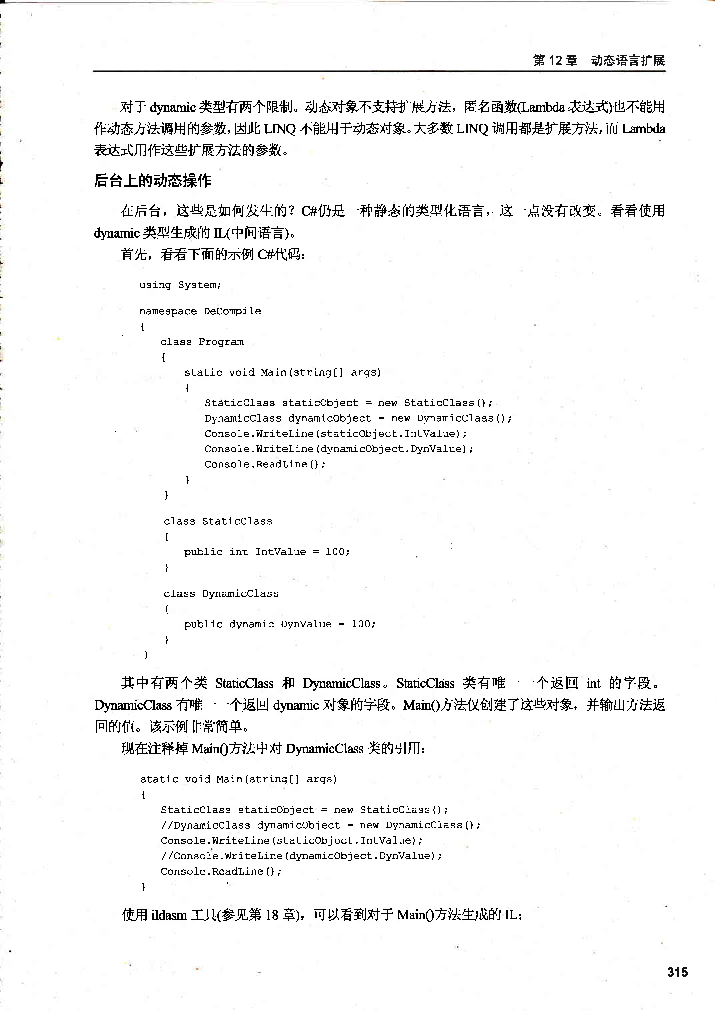 第 12 章 动态语言扩展
对于 dynamic 类型有两个限制。动态对象不支持扩展方法，匿名函数(Lambda 表达式)也不能用
作动态方法调用的参数，因此 LINQ 不能用于动态对象。大多数 LINQ 调用都是扩展方法，而 Lambda
表达式用作这些扩展方法的参数。
后台上的动态操作
在后台，这些是如何发生的？C#仍是一种静态的类型化语言，这一点没有改变。看看使用
dynamic 类型生成的 IL(中间语言)。
首先，看看下面的示例 C#代码：
using System;
namespace DeCompile
{
class Program
{
static void Main(string[] args)
{
StaticClass staticObject = new StaticClass();
DynamicClass dynamicObject = new DynamicClass();
Console.WriteLine(staticObject.IntValue);
Console.WriteLine(dynamicObject.DynValue);
Console.ReadLine();
}
}
class StaticClass
{
public int IntValue = 100;
}
class DynamicClass
{
public dynamic DynValue = 100;
}
}
其中有两个类 StaticClass 和 DynamicClass。StaticClass 类有唯一一个返回 int 的字段。
DynamicClass 有唯一一个返回 dynamic 对象的字段。Main()方法仅创建了这些对象，并输出方法返
回的值。该示例非常简单。
现在注释掉 Main()方法中对 DynamicClass 类的引用：
static void Main(string[] args)
{
StaticClass staticObject = new StaticClass();
//DynamicClass dynamicObject = new DynamicClass();
Console.WriteLine(staticObject.IntValue);
//Console.WriteLine(dynamicObject.DynValue);
Console.ReadLine();
}
使用 ildasm 工具(参见第 18 章)，可以看到对于 Main()方法生成的 IL：
315